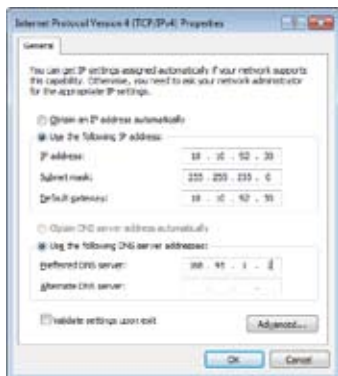 Internet Protocol Version 4 (TCP/IPv4) Properties
General
You can get IP settings assigned automatically if your network supports
this capability. Otherwise, you need to ask your network administrator
for the appropriate IP settings.
Obtain an IP address automatically
Use the following IP address:
IP address:
Subnet mask: 255 . 255 . 255 . 0
Default gateway:
Obtain DNS server address automatically
Use the following DNS server addresses:
Preferred DNS server:
Alternate DNS server:
Validate settings upon exit
Advanced...
OK
Cancel